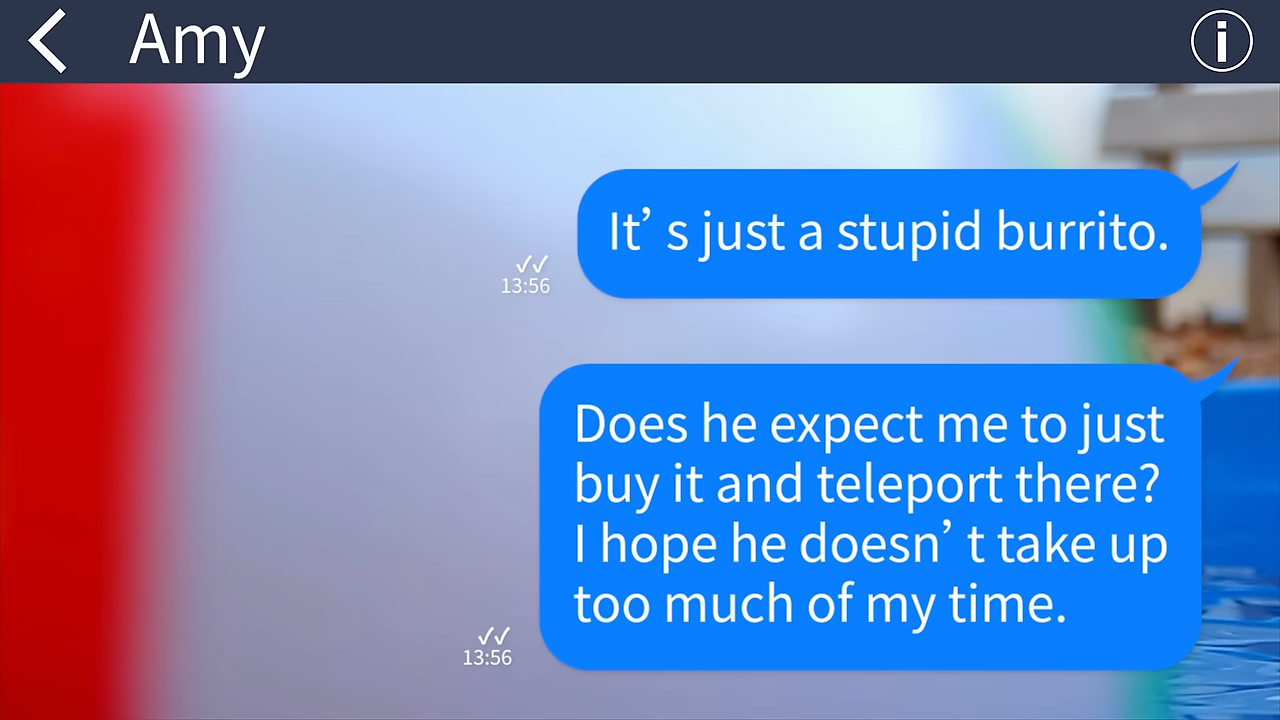 Amy
It’s just a stupid burrito.
13:56
Does he expect me to just
buy it and teleport there?
I hope he doesn’t take up
too much of my time.
13:56